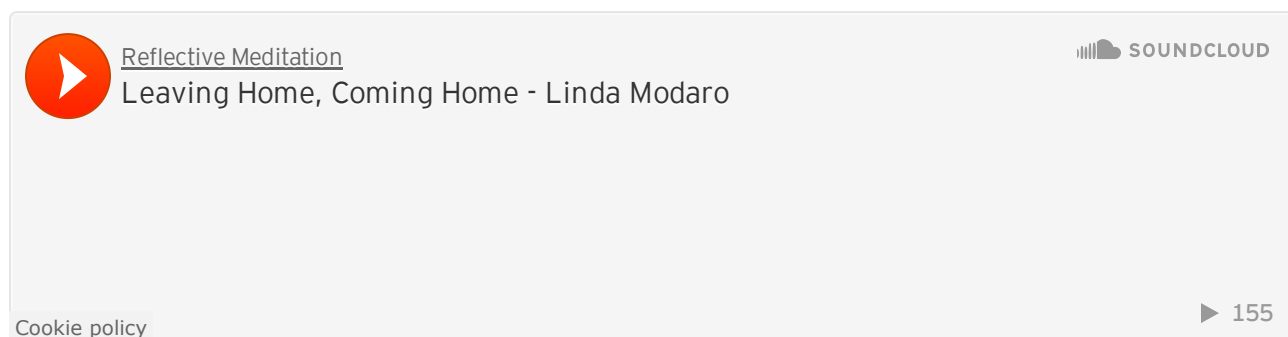 Reflective Meditation
SOUNDCLOUD
Leaving Home, Coming Home - Linda Modaro
155
Cookie policy